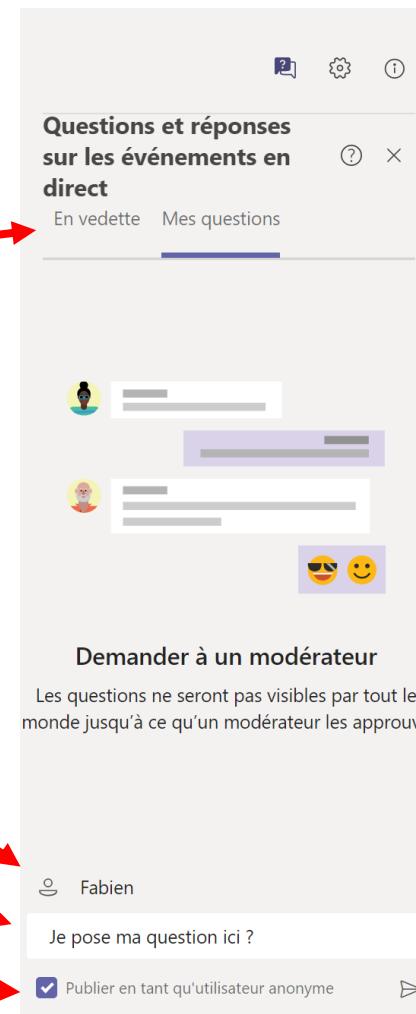 Questions et réponses
sur les événements en
direct
En vedette Mes questions
Demander à un modérateur
Les questions ne seront pas visibles par tout le
monde jusqu'à ce qu'un modérateur les approuv
Fabien
Je pose ma question ici ?
Publier en tant qu'utilisateur anonyme